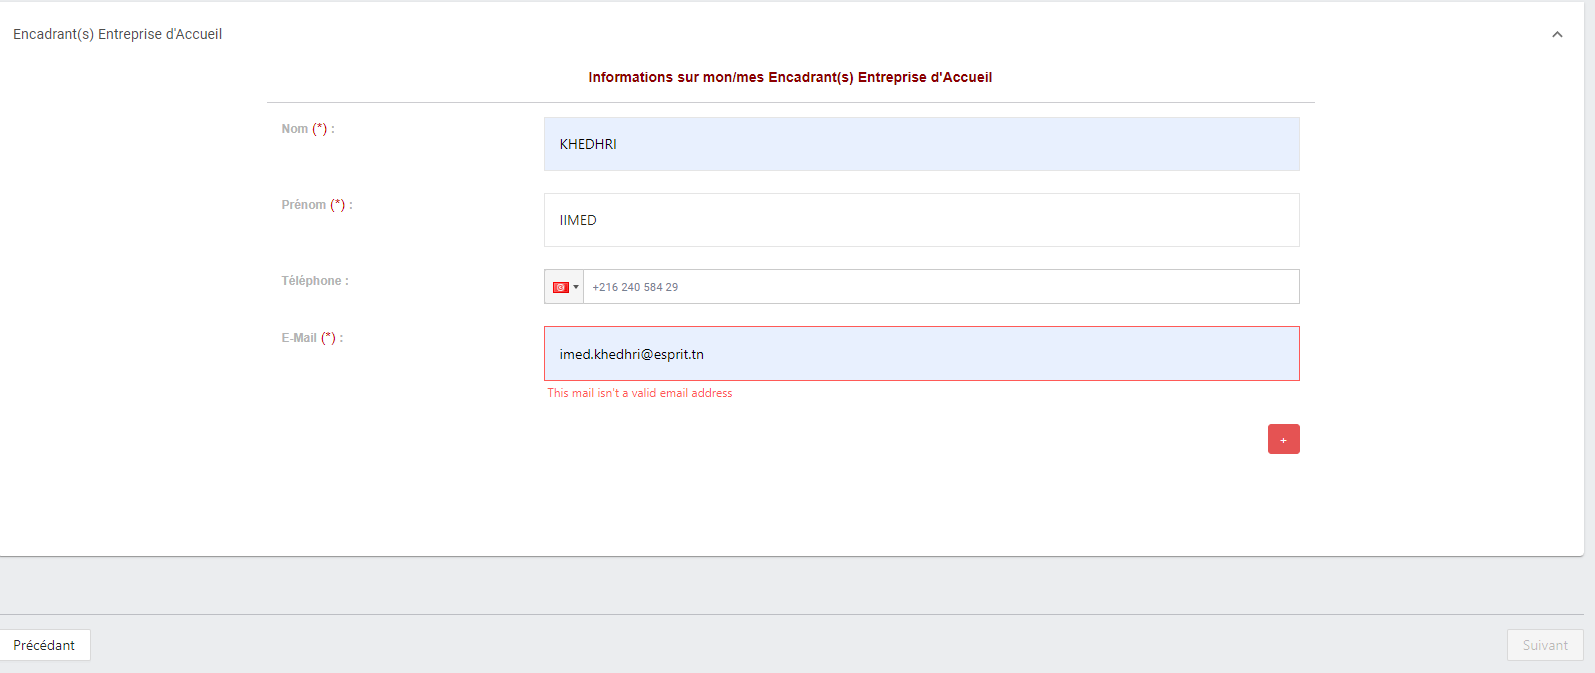 Encadrant(s) Entreprise d'Accueil
Informations sur mon/mes Encadrant(s) Entreprise d'Accueil
Nom (*) :
KHEDHRI
Prénom (*) :
IIMED
Téléphone :
+216 240 584 29
E-Mail (*) :
imed.khedhri@esprit.tn
This mail isn't a valid email address
+
Précédant
Suivant